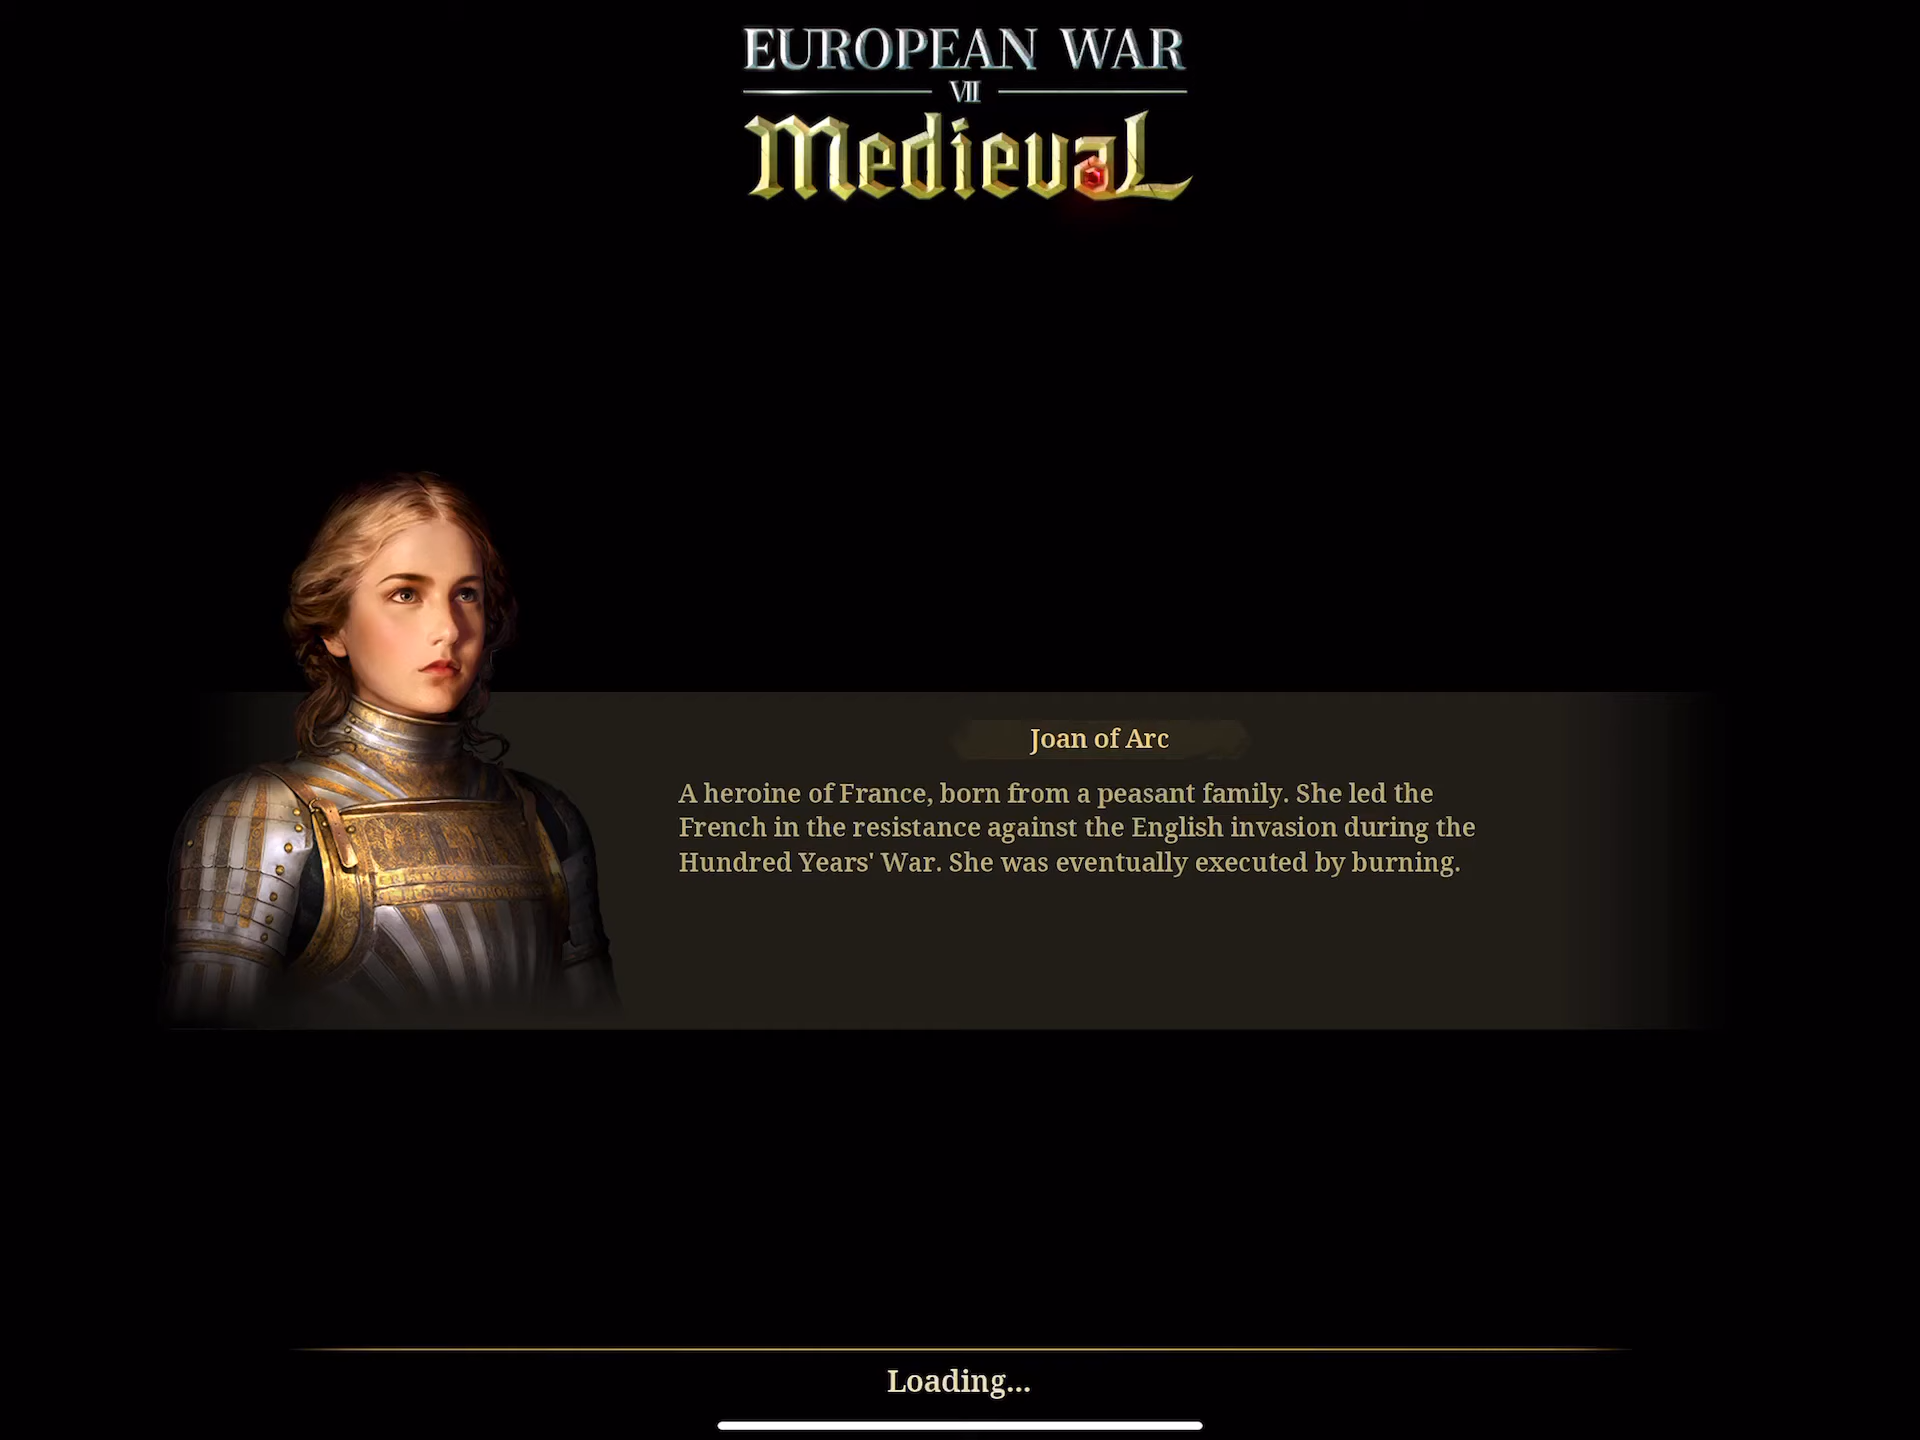 EUROPEAN WAR
VII
Medieval
Joan of Arc
A heroine of France, born from a peasant family. She led the
French in the resistance against the English invasion during the
Hundred Years' War. She was eventually executed by burning.
Loading...